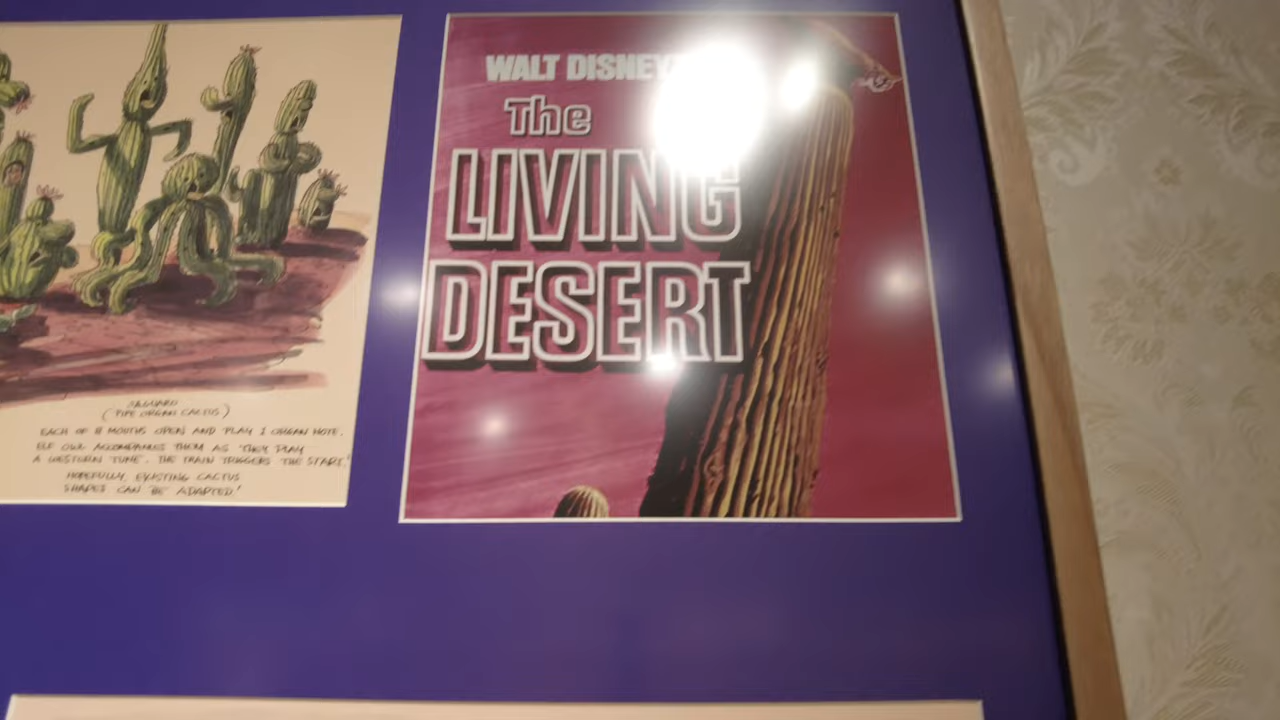 SAGUARO
(PIPE ORGAN CACTUS)
EACH OF 8 MOUTHS OPEN AND PLAY 1 ORGAN NOTE.
ELF OWL ACCOMPANIES THEM AS THEY PLAY
A WESTERN TUNE. THE TRAIN TRIGGERS THE START.
HOPEFULLY, EXISTING CACTUS
SHAPES CAN BE ADAPTED!
WALT DISNEY
The
LIVING
DESERT